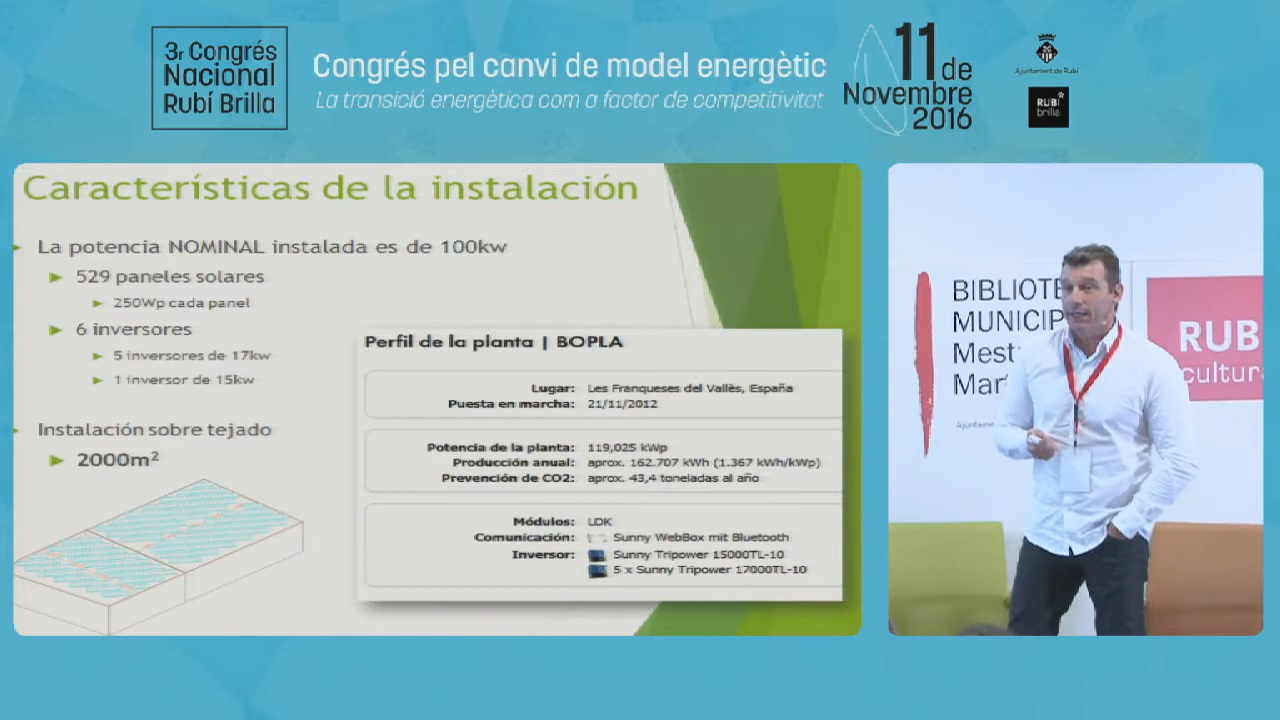 3r Congrés
Nacional
Rubí Brilla
Congrés pel canvi de model energètic
La transició energètica com a factor de competitivitat
11 de
Novembre
2016
Ajuntament de Rubí
RUBÍ
brilla
Características de la instalación
La potencia NOMINAL instalada es de 100kw
529 paneles solares
250Wp cada panel
6 inversores
5 inversores de 17kw
1 inversor de 15kw
Instalación sobre tejado
2000m²
Perfil de la planta | BOPLA
Lugar: Les Franqueses del Vallès, España
Puesta en marcha: 21/11/2012
Potencia de la planta: 119,025 kWp
Producción anual: aprox. 162.707 kWh (1.367 kWh/kWp)
Prevención de CO2: aprox. 43,4 toneladas al año
Módulos: LDK
Comunicación: Sunny WebBox mit Bluetooth
Inversor: Sunny Tripower 15000TL-10
5 x Sunny Tripower 17000TL-10
BIBLIOTE
MUNICIP
Mest
Mar
Ajuntame
RUB
cultura